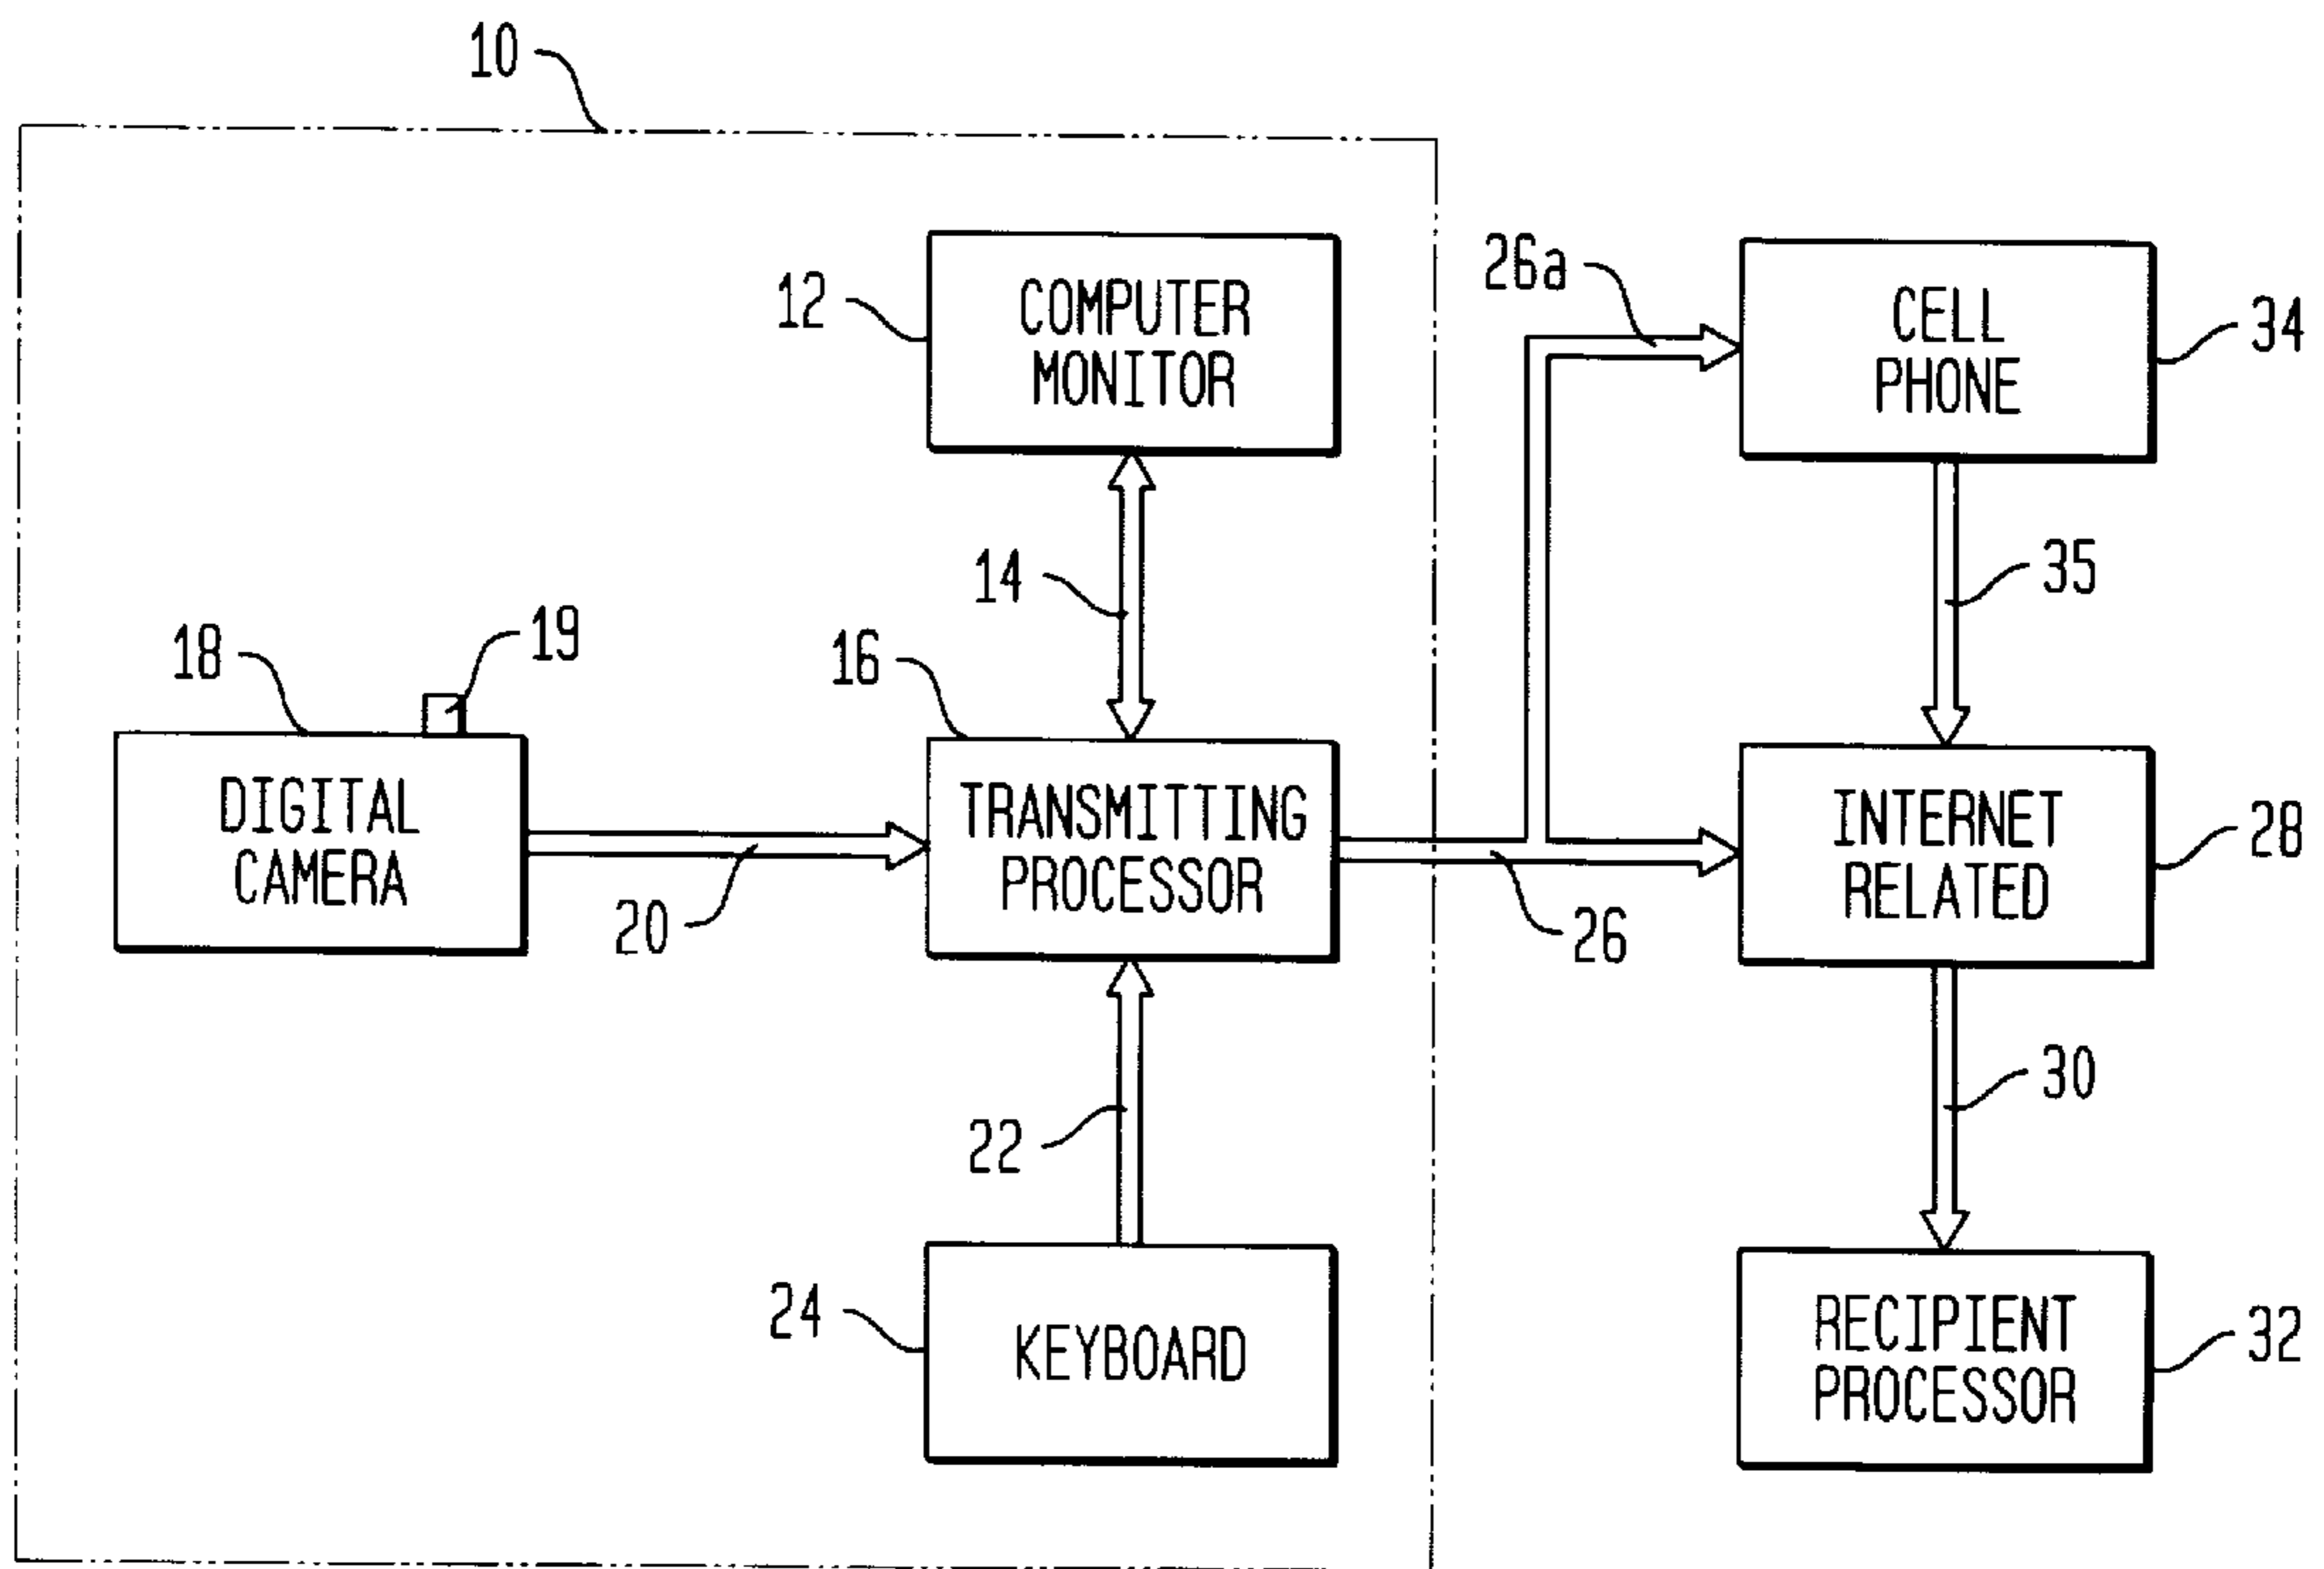 10
12
COMPUTER
MONITOR
26a
CELL
PHONE
34
14
35
18
19
16
DIGITAL
CAMERA
TRANSMITTING
PROCESSOR
INTERNET
RELATED
28
20
26
22
30
24
KEYBOARD
RECIPIENT
PROCESSOR
32